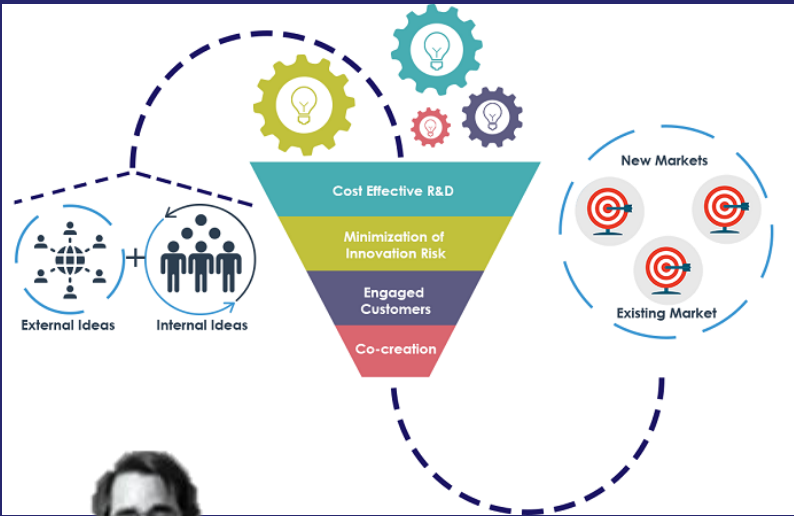 Cost Effective R&D
Minimization of
Innovation Risk
Engaged
Customers
Co-creation
External Ideas
Internal Ideas
New Markets
Existing Market